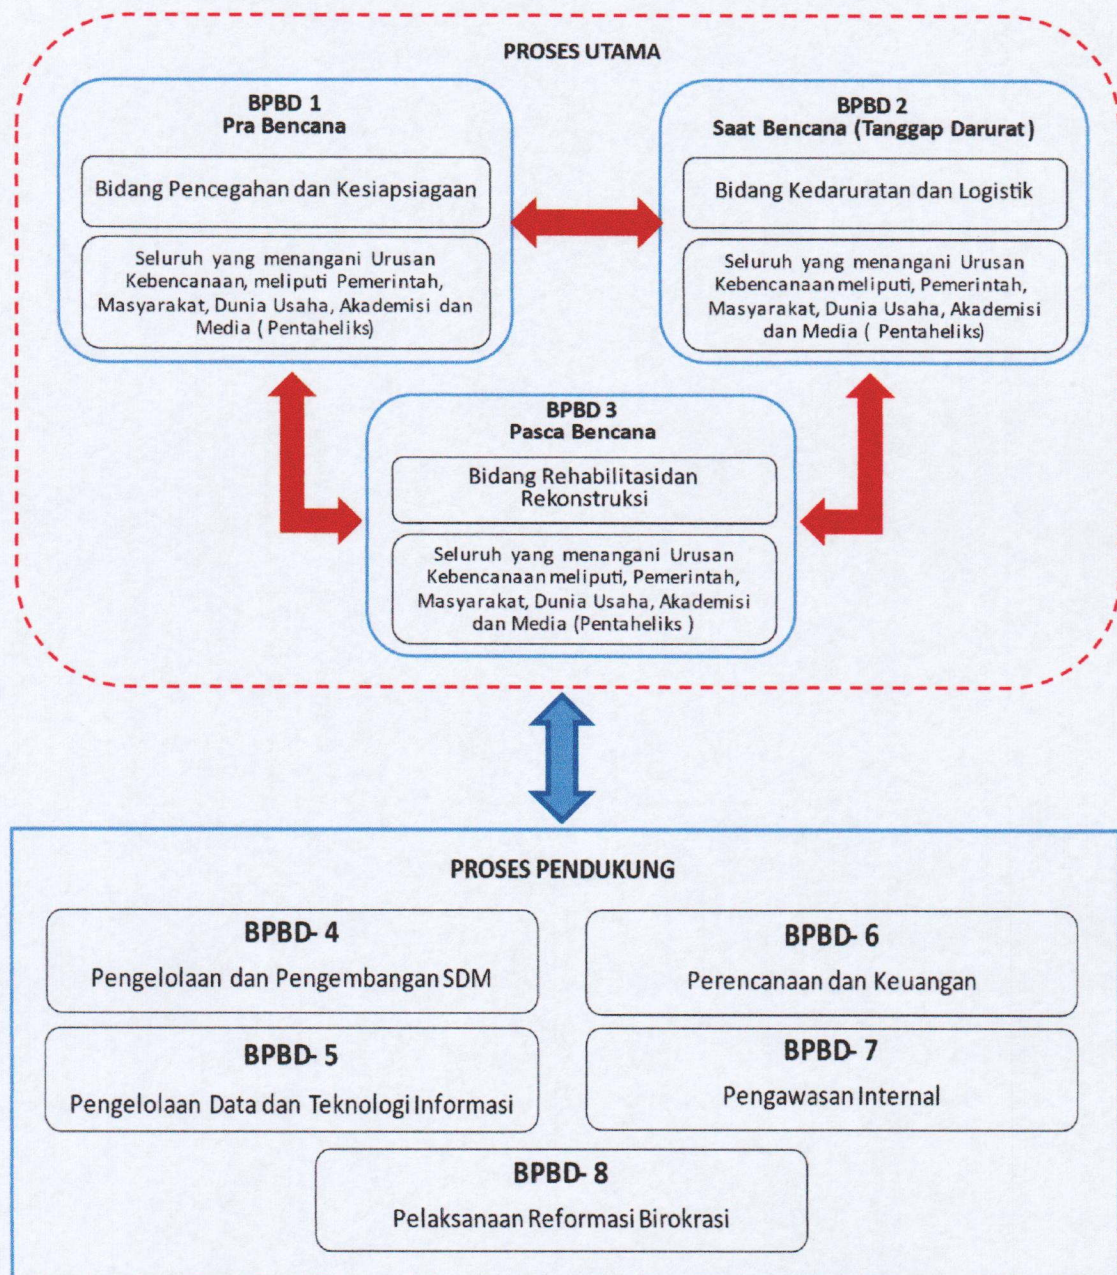 PROSES UTAMA
BPBD 1
Pra Bencana
Bidang Pencegahan dan Kesiapsiagaan
Seluruh yang menangani Urusan
Kebencanaan, meliputi Pemerintah,
Masyarakat, Dunia Usaha, Akademisi dan
Media ( Pentaheliks)
BPBD 2
Saat Bencana (Tanggap Darurat)
Bidang Kedaruratan dan Logistik
Seluruh yang menangani Urusan
Kebencanaan meliputi, Pemerintah,
Masyarakat, Dunia Usaha, Akademisi
dan Media ( Pentaheliks)
BPBD 3
Pasca Bencana
Bidang Rehabilitasidan
Rekonstruksi
Seluruh yang menangani Urusan
Kebencanaan meliputi, Pemerintah,
Masyarakat, Dunia Usaha, Akademisi
dan Media (Pentaheliks )
PROSES PENDUKUNG
BPBD- 4
Pengelolaan dan Pengembangan SDM
BPBD- 6
Perencanaan dan Keuangan
BPBD- 5
Pengelolaan Data dan Teknologi Informasi
BPBD- 7
Pengawasan Internal
BPBD- 8
Pelaksanaan Reformasi Birokrasi